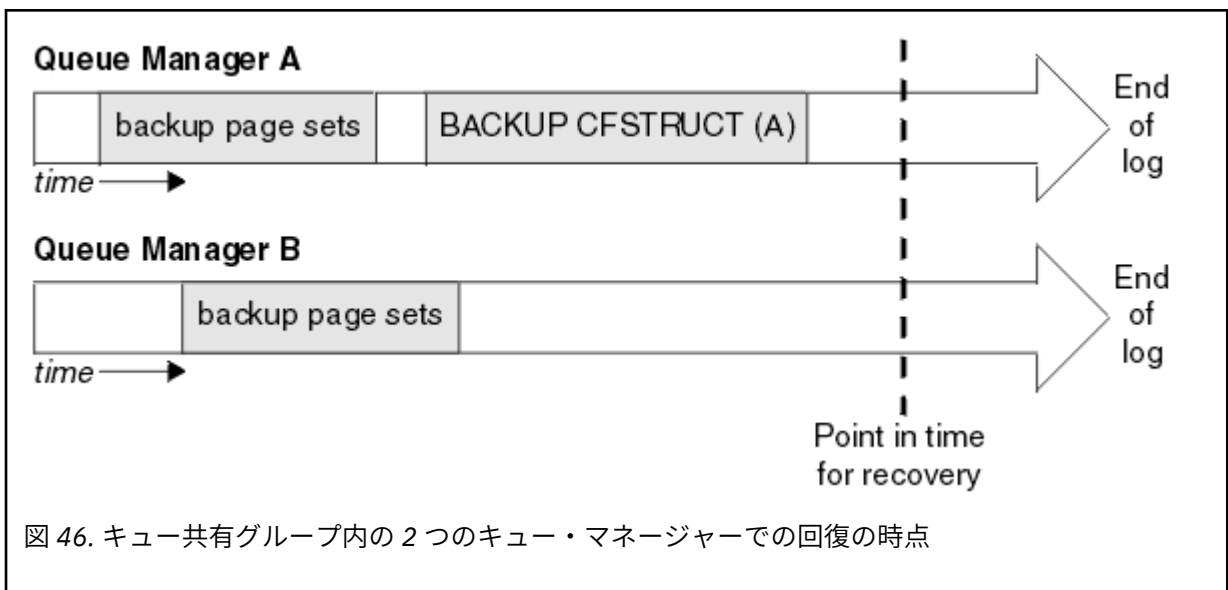 Queue Manager A
backup page sets
BACKUP CFSTRUCT (A)
End
of
log
time
Queue Manager B
backup page sets
End
of
log
time
Point in time
for recovery
図 46. キュー共有グループ内の 2 つのキュー・マネージャーでの回復の時点